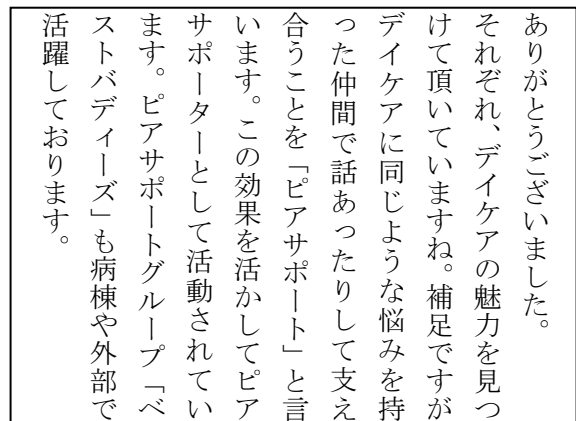 ありがとうございました。
それぞれ、デイケアの魅力を見つ
けて頂いていますね。補足ですが
デイケアに同じような悩みを持
った仲間で話あったりして支え
合うことを「ピアサポート」と言
います。この効果を活かしてピア
サポーターとして活動されてい
ます。ピアサポートグループ「ベ
ストバディーズ」も病棟や外部で
活躍しております。